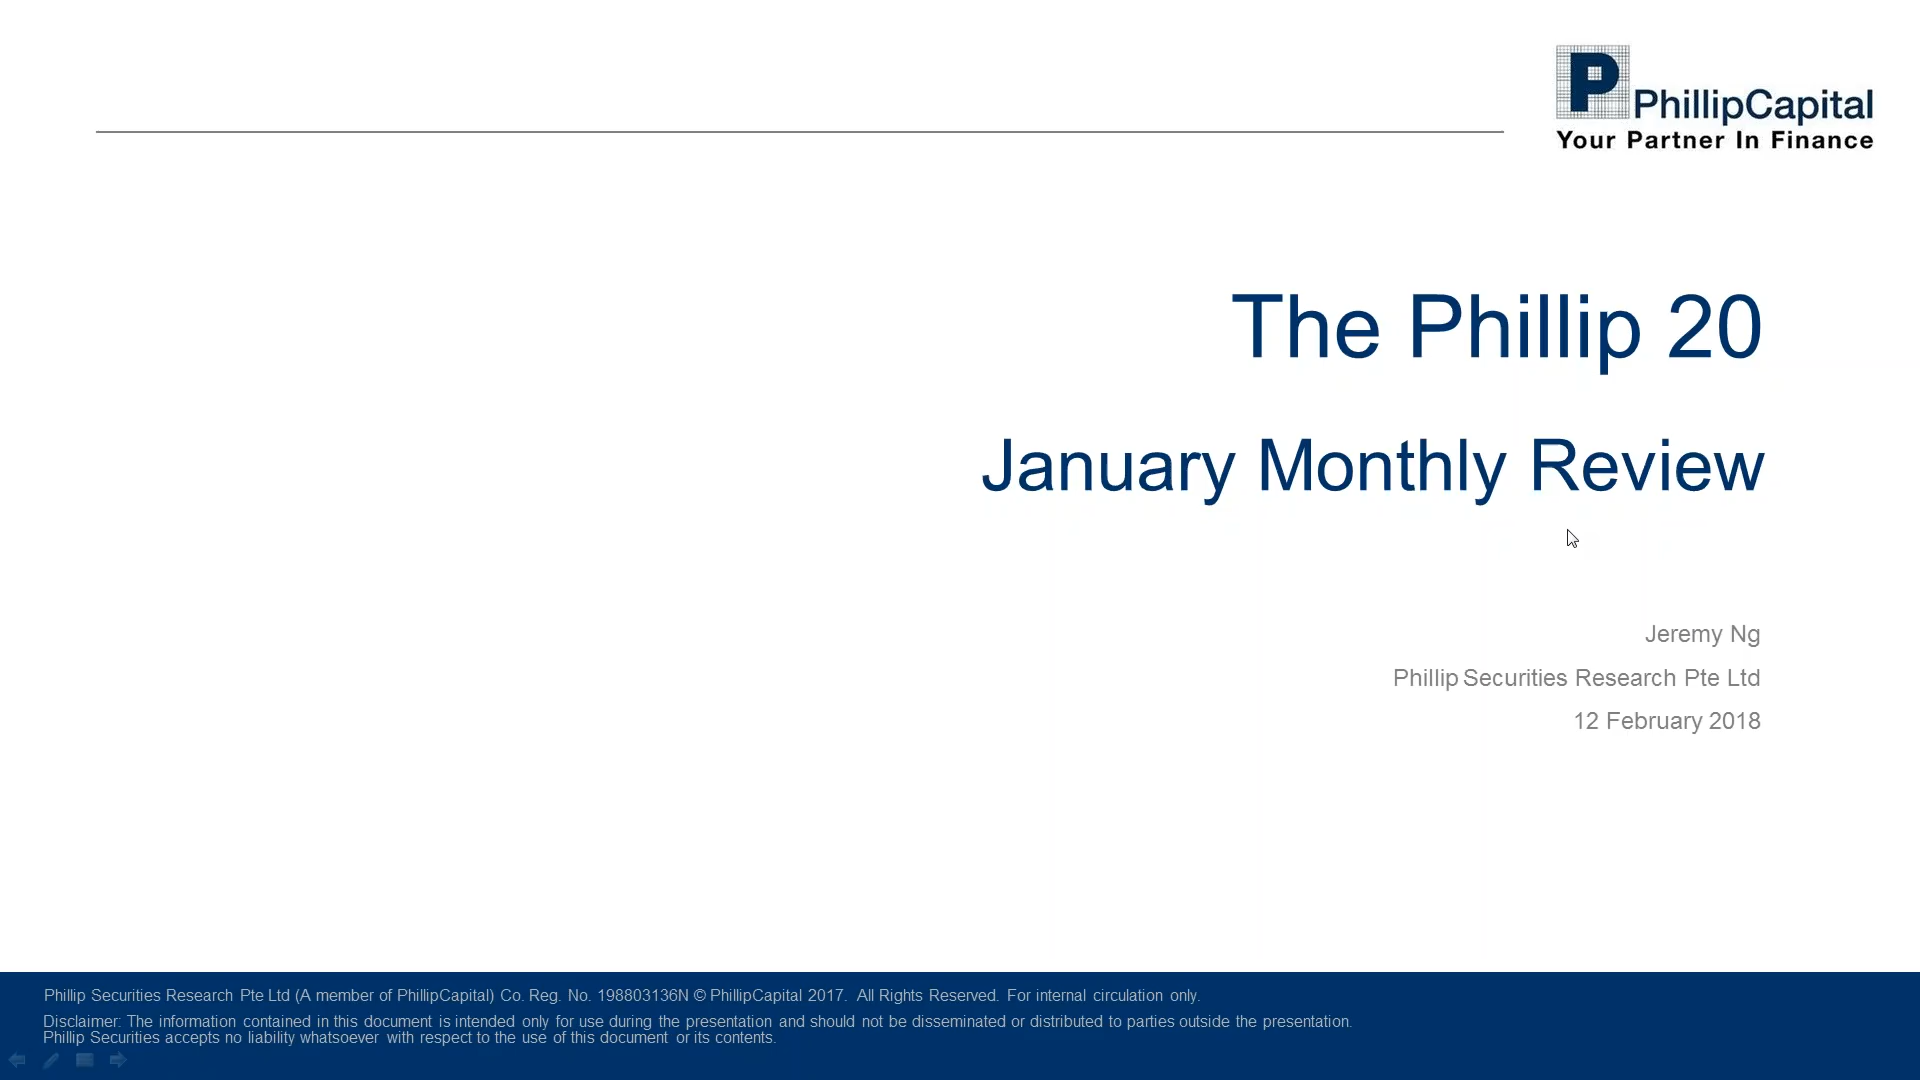 P PhillipCapital
Your Partner In Finance
The Phillip 20
January Monthly Review
Jeremy Ng
Phillip Securities Research Pte Ltd
12 February 2018
Phillip Securities Research Pte Ltd (A member of PhillipCapital) Co. Reg. No. 198803136N © PhillipCapital 2017. All Rights Reserved. For internal circulation only.
Disclaimer: The information contained in this document is intended only for use during the presentation and should not be disseminated or distributed to parties outside the presentation.
Phillip Securities accepts no liability whatsoever with respect to the use of this document or its contents.